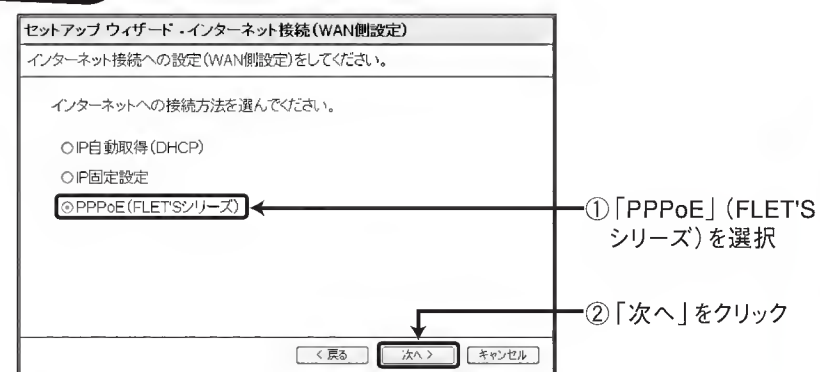 セットアップ ウィザード - インターネット接続(WAN側設定)
インターネット接続への設定(WAN側設定)をしてください。
インターネットへの接続方法を選んでください。
○IP自動取得(DHCP)
○IP固定設定
◎PPPoE(FLET'Sシリーズ)
①「PPPoE」(FLET'S
シリーズ)を選択
②「次へ」をクリック
<戻る 次へ> キャンセル